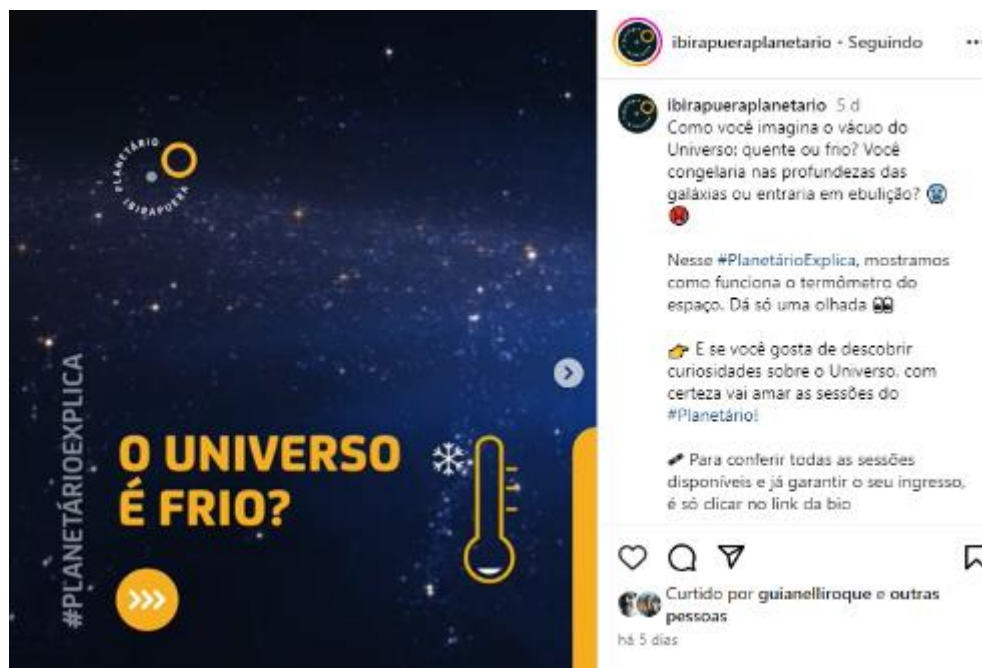 PLANETÁRIO
IBIRAPUERA
#PLANETÁRIOEXPLICA
O UNIVERSO
É FRIO?
ibirapueraplanetario • Seguindo
ibirapueraplanetario 5 d
Como você imagina o vácuo do
Universo: quente ou frio? Você
congelaria nas profundezas das
galáxias ou entraria em ebulição? 🥶
🥵
Nesse #PlanetárioExplica, mostramos
como funciona o termômetro do
espaço. Dá só uma olhada 👀
👉 E se você gosta de descobrir
curiosidades sobre o Universo, com
certeza vai amar as sessões do
#Planetário!
Para conferir todas as sessões
disponíveis e já garantir o seu ingresso,
é só clicar no link da bio
Curtido por guianelliroque e outras
pessoas
há 5 dias